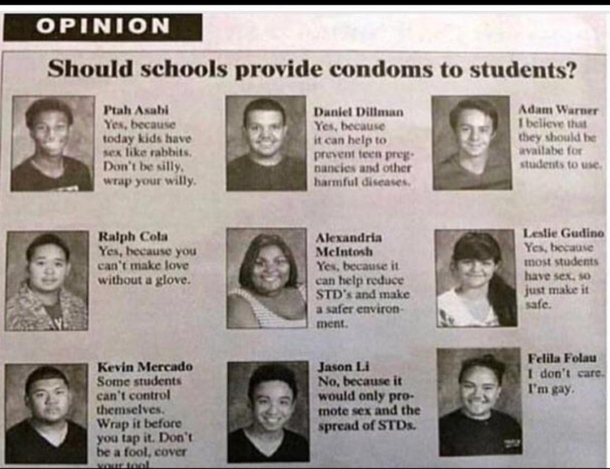 OPINION
Should schools provide condoms to students?
Ptah Asabi
Yes, because
today kids have
sex like rabbits.
Don't be silly,
wrap your willy.
Daniel Dillman
Yes, because
it can help to
prevent teen preg-
nancies and other
harmful diseases.
Adam Warner
I believe that
they should be
availabe for
students to use.
Ralph Cola
Yes, because you
can't make love
without a glove.
Alexandria
McIntosh
Yes, because it
can help reduce
STD's and make
a safer environ-
ment.
Leslie Gudino
Yes, because
most students
have sex, so
just make it
safe.
Kevin Mercado
Some students
can't control
themselves.
Wrap it before
you tap it. Don't
be a fool, cover
your tool
Jason Li
No, because it
would only pro-
mote sex and the
spread of STDs.
Felila Folau
I don't care.
I'm gay.